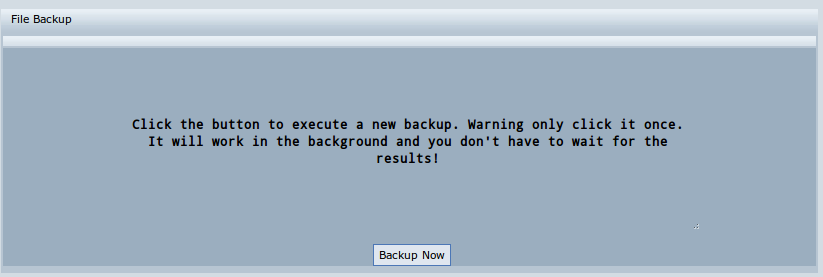 File Backup
Click the button to execute a new backup. Warning only click it once.
It will work in the background and you don't have to wait for the
results!
Backup Now